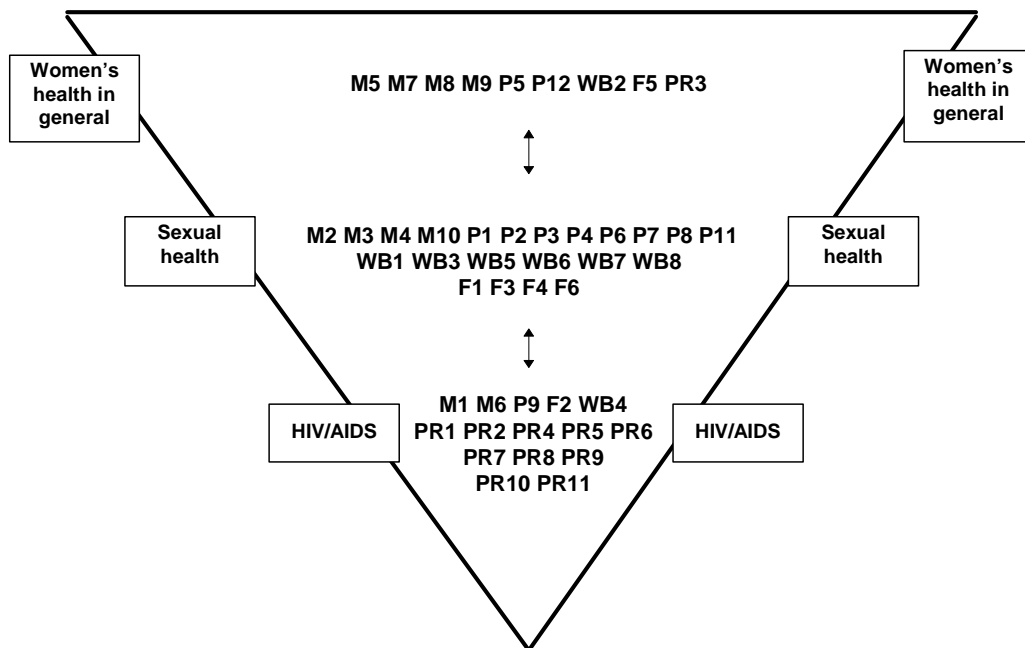 Women’s
health in
general
M5 M7 M8 M9 P5 P12 WB2 F5 PR3
Women’s
health in
general
Sexual
health
M2 M3 M4 M10 P1 P2 P3 P4 P6 P7 P8 P11
WB1 WB3 WB5 WB6 WB7 WB8
F1 F3 F4 F6
Sexual
health
HIV/AIDS
M1 M6 P9 F2 WB4
PR1 PR2 PR4 PR5 PR6
PR7 PR8 PR9
PR10 PR11
HIV/AIDS